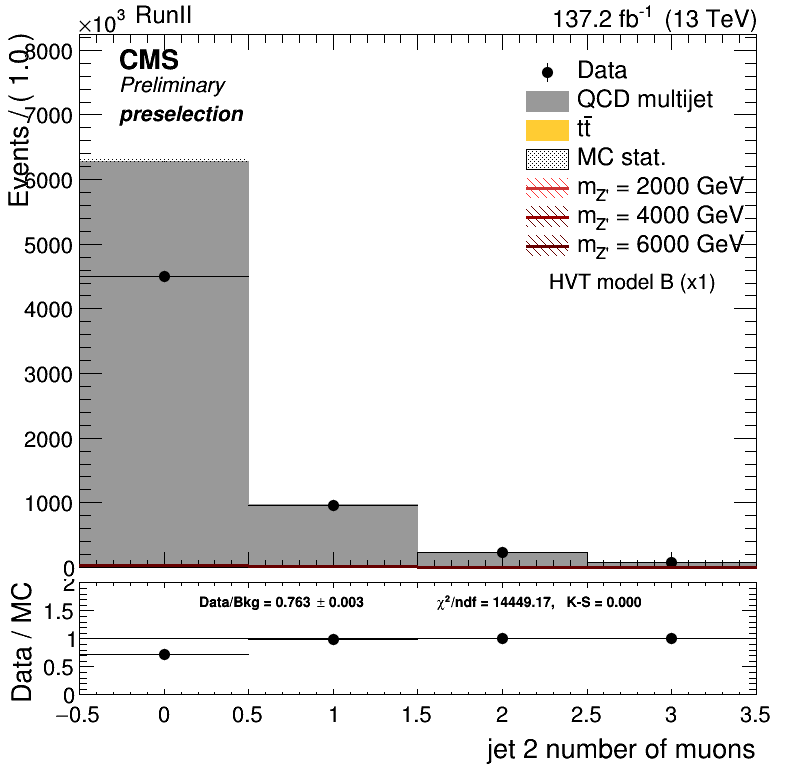 ×10³ RunII 137.2 fb⁻¹ (13 TeV)
CMS
Preliminary
preselection
Data
QCD multijet
tt̄
MC stat.
m_Z' = 2000 GeV
m_Z' = 4000 GeV
m_Z' = 6000 GeV
HVT model B (x1)
Events / ( 1.0 )
8000
7000
6000
5000
4000
3000
2000
1000
0
Data / MC
2
1.5
1
0.5
0
Data/Bkg = 0.763 ± 0.003 χ²/ndf = 14449.17, K-S = 0.000
−0.5 0 0.5 1 1.5 2 2.5 3 3.5
jet 2 number of muons